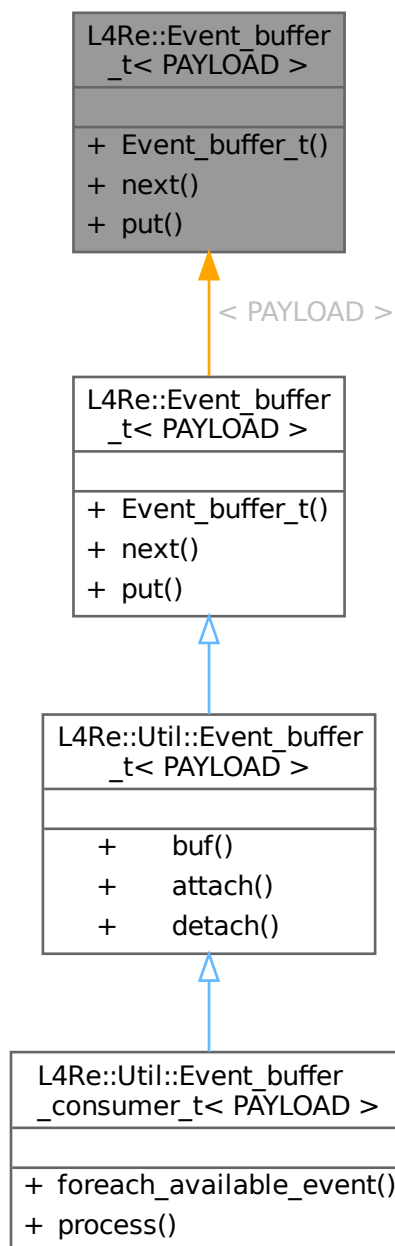 L4Re::Event_buffer
_t< PAYLOAD >
+ Event_buffer_t()
+ next()
+ put()
< PAYLOAD >
L4Re::Event_buffer
_t< PAYLOAD >
+ Event_buffer_t()
+ next()
+ put()
L4Re::Util::Event_buffer
_t< PAYLOAD >
+ buf()
+ attach()
+ detach()
L4Re::Util::Event_buffer
_consumer_t< PAYLOAD >
+ foreach_available_event()
+ process()